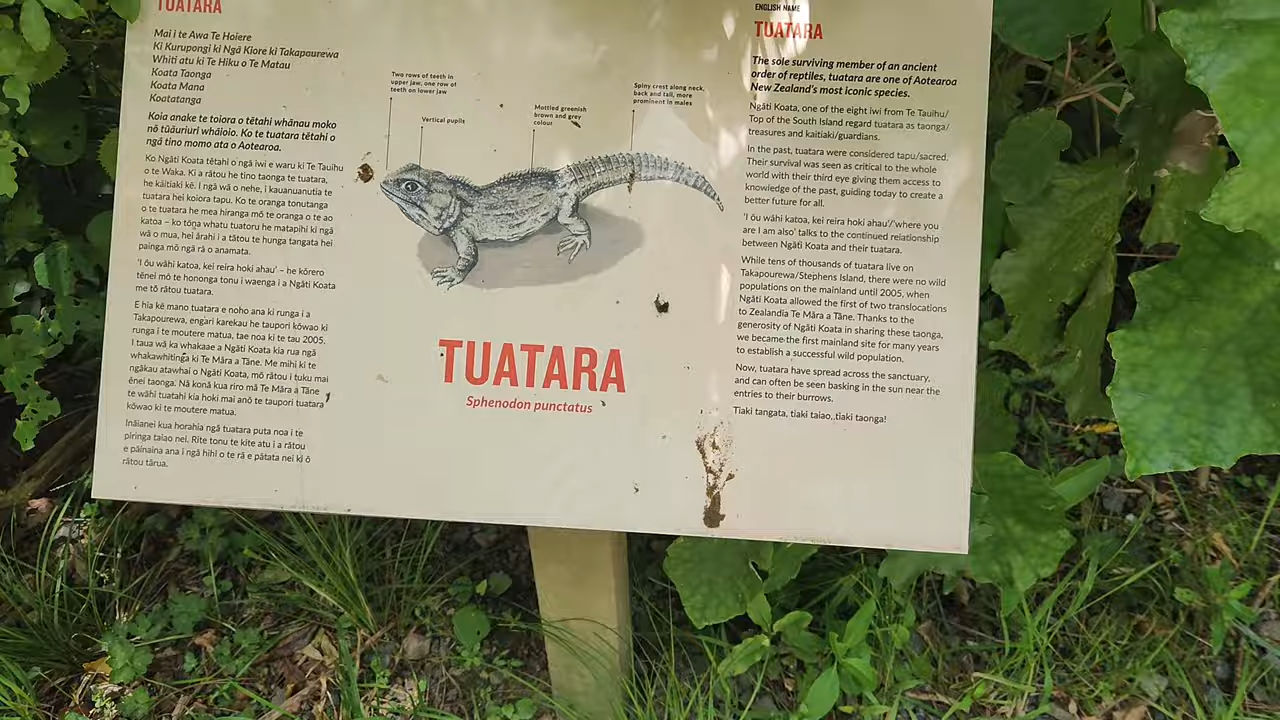 TUATARA
Mai i te Awa Te Hoiere
Ki Kurupongi ki Ngā Kiore ki Takapourewa
Whiti atu ki Te Hiku o Te Matau
Koata Taonga
Koata Mana
Koatatanga
Koia anake te toiora o tētahi whānau moko
nō tūāuriuri whāioio. Ko te tuatara tētahi o
ngā tino momo ata o Aotearoa.
Ko Ngāti Koata tētahi o ngā iwi e waru ki Te Tauihu
o te Waka. Ki a rātou he tino taonga te tuatara,
he kaitiaki kē. I ngā wā o nehe, i kauanuanutia te
tuatara hei koiora tapu. Ko te oranga tonutanga
o te tuatara he mea hiranga mō te oranga o te ao
katoa – ko tōna whatu tuatoru he matapihi ki ngā
wā o mua, hei ārahi i a tātou te hunga tangata hei
painga mō ngā rā o anamata.
'I ōu wāhi katoa, kei reira hoki ahau' – he kōrero
tēnei mō te hononga tonu i waenga i a Ngāti Koata
me tō rātou tuatara.
E hia kē mano tuatara e noho ana ki runga i a
Takapourewa, engari karekau he taupori kōwao ki
runga i te moutere matua, tae noa ki te tau 2005.
I taua wā ka whakaae a Ngāti Koata kia rua ngā
whakawhitinga ki Te Māra a Tāne. Me mihi ki te
ngākau atawhai o Ngāti Koata, mō rātou i tuku mai
ēnei taonga. Nā konā kua riro mā Te Māra a Tāne
te wāhi tuatahi kia hoki mai anō te taupori tuatara
kōwao ki te moutere matua.
Ināianei kua horahia ngā tuatara puta noa i te
piringa taiao nei. Rite tonu te kite atu i a rātou
e pāinaina ana i ngā hihi o te rā e pātata nei ki ō
rātou tārua.
Two rows of teeth in
upper jaw, one row of
teeth on lower jaw
Vertical pupils
Mottled greenish
brown and grey
colour
Spiny crest along neck,
back and tail, more
prominent in males
TUATARA
Sphenodon punctatus
ENGLISH NAME
TUATARA
The sole surviving member of an ancient
order of reptiles, tuatara are one of Aotearoa
New Zealand's most iconic species.
Ngāti Koata, one of the eight iwi from Te Tauihu/
Top of the South Island regard tuatara as taonga/
treasures and kaitiaki/guardians.
In the past, tuatara were considered tapu/sacred.
Their survival was seen as critical to the whole
world with their third eye giving them access to
knowledge of the past, guiding today to create a
better future for all.
'I ōu wāhi katoa, kei reira hoki ahau'/'where you
are I am also' talks to the continued relationship
between Ngāti Koata and their tuatara.
While tens of thousands of tuatara live on
Takapourewa/Stephens Island, there were no wild
populations on the mainland until 2005, when
Ngāti Koata allowed the first of two translocations
to Zealandia Te Māra a Tāne. Thanks to the
generosity of Ngāti Koata in sharing these taonga,
we became the first mainland site for many years
to establish a successful wild population.
Now, tuatara have spread across the sanctuary,
and can often be seen basking in the sun near the
entries to their burrows.
Tiaki tangata, tiaki taiao, tiaki taonga!